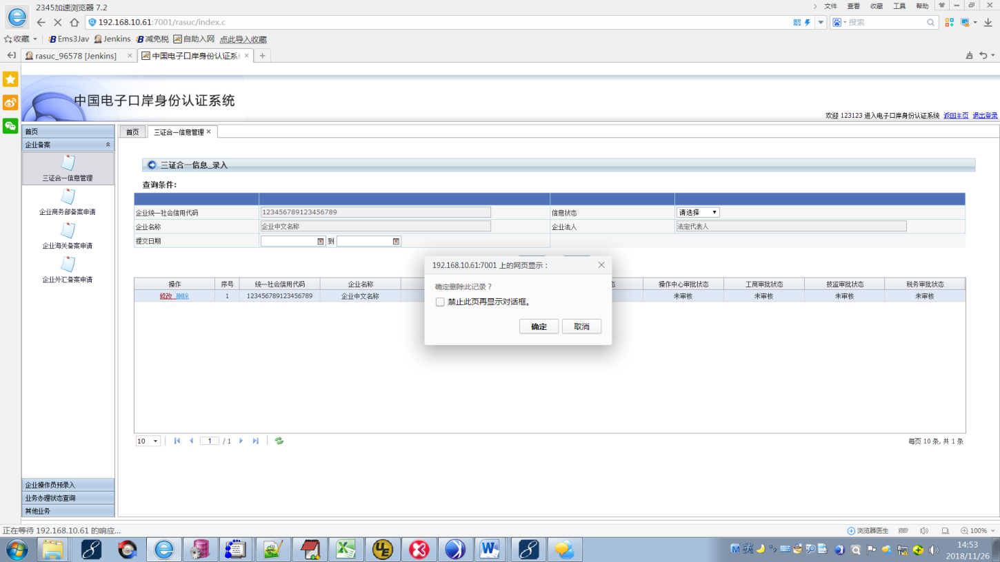 2345加速浏览器 7.2
文件 查看 收藏 工具 帮助
192.168.10.61:7001/rasuc/index.c
搜索
收藏 Ems3Jav Jenkins 减免税 自助入网 点此导入收藏
rasuc_96578 [Jenkins] 中国电子口岸身份认证系
中国电子口岸身份认证系统
欢迎 123123 进入电子口岸身份认证系统 返回主页 退出登录
首页
企业备案
三证合一信息管理
企业商务部备案申请
企业海关备案申请
企业外汇备案申请
企业操作员预录入
业务办理状态查询
其他业务
首页 三证合一信息管理
三证合一信息_录入
查询条件:
企业统一社会信用代码 123456789123456789 信息状态 请选择
企业名称 企业中文名称 企业法人 法定代表人
提交日期 到
操作 序号 统一社会信用代码 企业名称 态 操作中心审批状态 工商审批状态 技监审批状态 税务审批状态
修改 删除 1 123456789123456789 企业中文名称 未审核 未审核 未审核 未审核
192.168.10.61:7001 上的网页显示：
确定删除此记录？
禁止此页再显示对话框。
确定 取消
10 1 / 1
每页 10 条, 共 1 条
正在等待 192.168.10.61 的响应...
浏览器医生 100%
英
14:53
2018/11/26